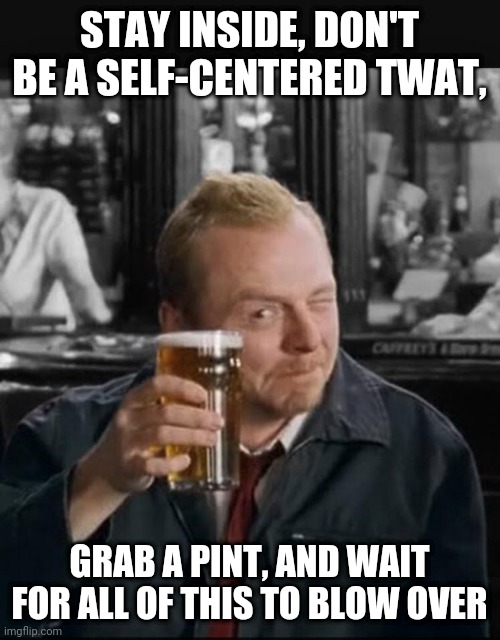 STAY INSIDE, DON'T
BE A SELF-CENTERED TWAT,
CAFFREY'S
GRAB A PINT, AND WAIT
FOR ALL OF THIS TO BLOW OVER
imgflip.com